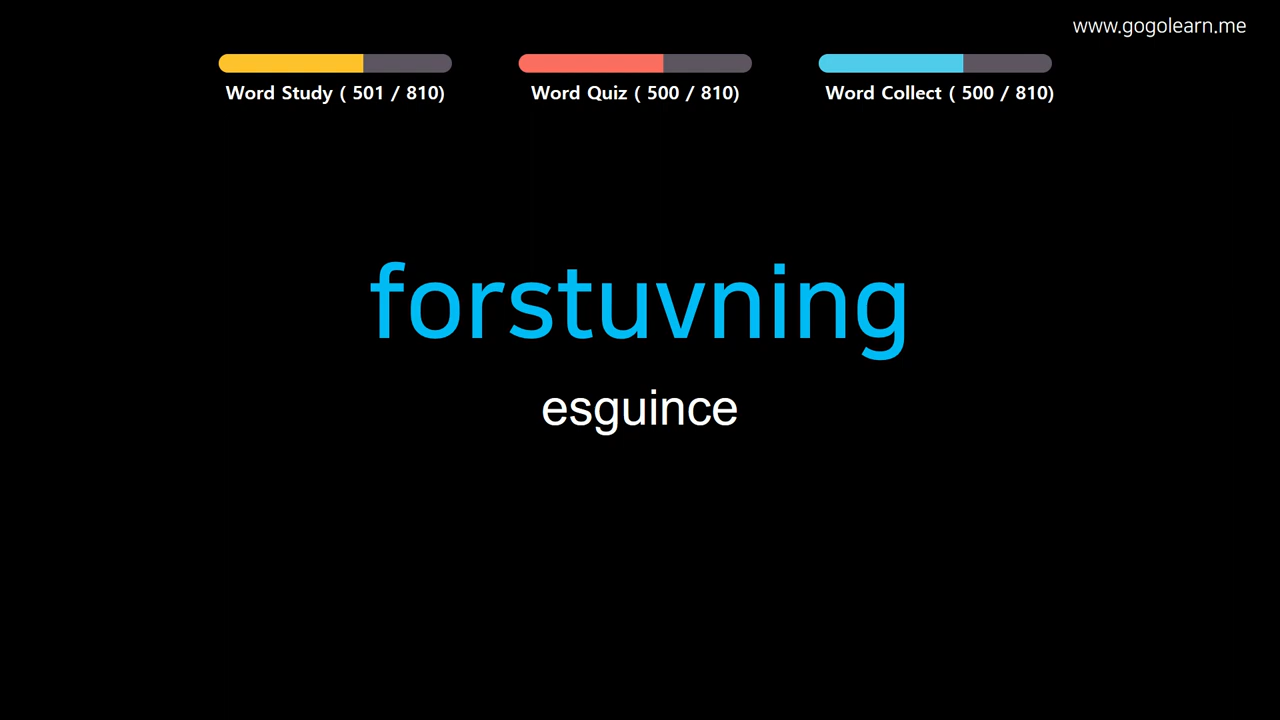 www.gogolearn.me
Word Study ( 501 / 810)
Word Quiz ( 500 / 810)
Word Collect ( 500 / 810)
forstuvning
esguince